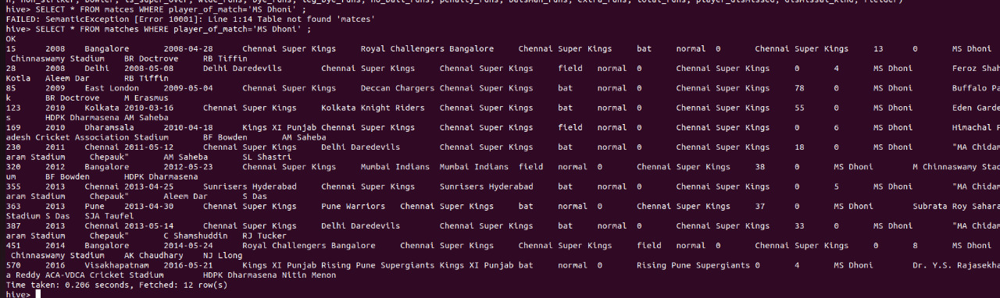 n, non_striker, bowler, is_super_over, wide_runs, bye_runs, leg_bye_runs, no_ball_runs, penalty_runs, batsman_runs, extra_runs, total_runs, player_dismissed, dismissal_kind, fielder)
hive> SELECT * FROM matces WHERE player_of_match='MS Dhoni' ;
FAILED: SemanticException [Error 10001]: Line 1:14 Table not found 'matces'
hive> SELECT * FROM matches WHERE player_of_match='MS Dhoni' ;
OK
15 2008 Bangalore 2008-04-28 Chennai Super Kings Royal Challengers Bangalore Chennai Super Kings bat normal 0 Chennai Super Kings 13 0 MS Dhoni
Chinnaswamy Stadium BR Doctrove RB Tiffin
28 2008 Delhi 2008-05-08 Delhi Daredevils Chennai Super Kings Chennai Super Kings field normal 0 Chennai Super Kings 0 4 MS Dhoni Feroz Shah
Kotla Aleem Dar RB Tiffin
85 2009 East London 2009-05-04 Chennai Super Kings Deccan Chargers Chennai Super Kings bat normal 0 Chennai Super Kings 78 0 MS Dhoni Buffalo Pa
k BR Doctrove M Erasmus
123 2010 Kolkata 2010-03-16 Chennai Super Kings Kolkata Knight Riders Chennai Super Kings bat normal 0 Chennai Super Kings 55 0 MS Dhoni Eden Garde
s HDPK Dharmasena AM Saheba
169 2010 Dharamsala 2010-04-18 Kings XI Punjab Chennai Super Kings Chennai Super Kings field normal 0 Chennai Super Kings 0 6 MS Dhoni Himachal P
adesh Cricket Association Stadium BF Bowden AM Saheba
230 2011 Chennai 2011-05-12 Chennai Super Kings Delhi Daredevils Chennai Super Kings bat normal 0 Chennai Super Kings 18 0 MS Dhoni "MA Chida
aram Stadium Chepauk" AM Saheba SL Shastri
320 2012 Bangalore 2012-05-23 Chennai Super Kings Mumbai Indians Mumbai Indians field normal 0 Chennai Super Kings 38 0 MS Dhoni M Chinnaswamy Stad
um BF Bowden HDPK Dharmasena
355 2013 Chennai 2013-04-25 Sunrisers Hyderabad Chennai Super Kings Sunrisers Hyderabad bat normal 0 Chennai Super Kings 0 5 MS Dhoni "MA Chida
aram Stadium Chepauk" Aleem Dar S Das
363 2013 Pune 2013-04-30 Chennai Super Kings Pune Warriors Chennai Super Kings bat normal 0 Chennai Super Kings 37 0 MS Dhoni Subrata Roy Sahara
Stadium S Das SJA Taufel
387 2013 Chennai 2013-05-14 Chennai Super Kings Delhi Daredevils Chennai Super Kings bat normal 0 Chennai Super Kings 33 0 MS Dhoni "MA Chida
aram Stadium Chepauk" C Shamshuddin RJ Tucker
451 2014 Bangalore 2014-05-24 Royal Challengers Bangalore Chennai Super Kings Chennai Super Kings field normal 0 Chennai Super Kings 0 8 MS Dhoni
Chinnaswamy Stadium AK Chaudhary NJ Llong
570 2016 Visakhapatnam 2016-05-21 Kings XI Punjab Rising Pune Supergiants Kings XI Punjab bat normal 0 Rising Pune Supergiants 0 4 MS Dhoni Dr. Y.S. Rajasekha
a Reddy ACA-VDCA Cricket Stadium HDPK Dharmasena Nitin Menon
Time taken: 0.206 seconds, Fetched: 12 row(s)
hive>